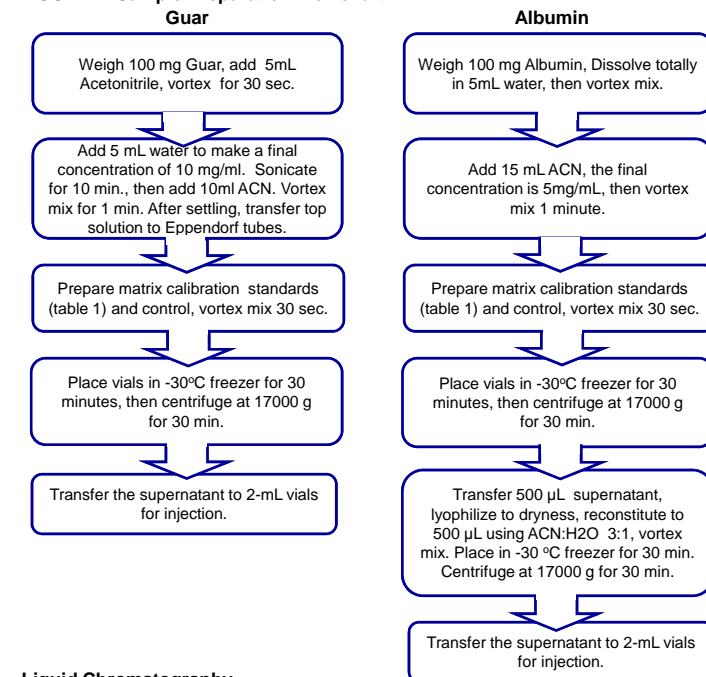 Guar
Weigh 100 mg Guar, add 5mL
Acetonitrile, vortex for 30 sec.
Add 5 mL water to make a final
concentration of 10 mg/ml. Sonicate
for 10 min., then add 10ml ACN. Vortex
mix for 1 min. After settling, transfer top
solution to Eppendorf tubes.
Prepare matrix calibration standards
(table 1) and control, vortex mix 30 sec.
Place vials in -30ºC freezer for 30
minutes, then centrifuge at 17000 g
for 30 min.
Transfer the supernatant to 2-mL vials
for injection.
Albumin
Weigh 100 mg Albumin, Dissolve totally
in 5mL water, then vortex mix.
Add 15 mL ACN, the final
concentration is 5mg/mL, then vortex
mix 1 minute.
Prepare matrix calibration standards
(table 1) and control, vortex mix 30 sec.
Place vials in -30ºC freezer for 30
minutes, then centrifuge at 17000 g
for 30 min.
Transfer 500 µL supernatant,
lyophilize to dryness, reconstitute to
500 µL using ACN:H2O 3:1, vortex
mix. Place in -30 ºC freezer for 30 min.
Centrifuge at 17000 g for 30 min.
Transfer the supernatant to 2-mL vials
for injection.
Liquid Chromatography